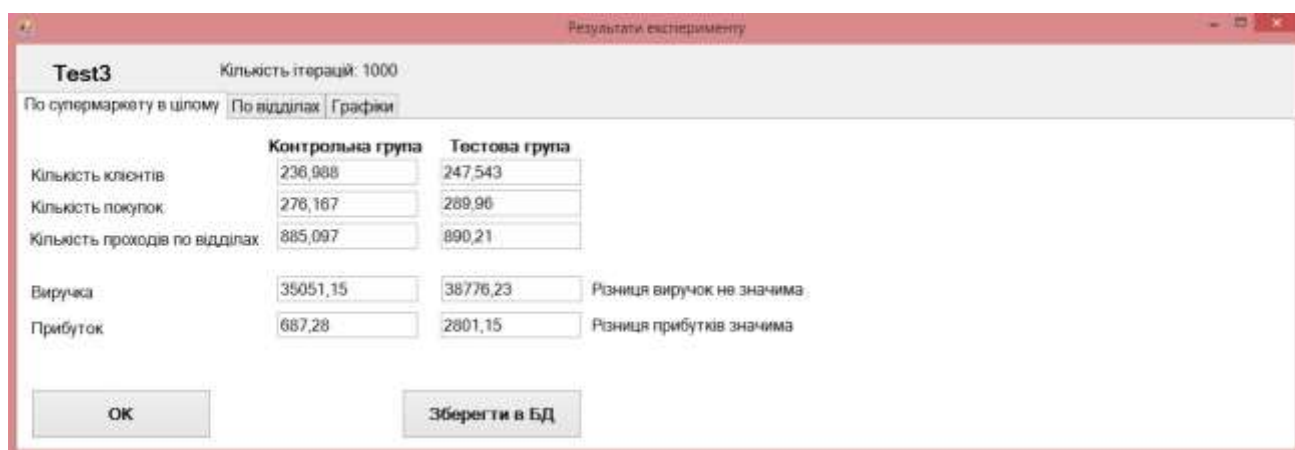 Результати експерименту
Test3 Кількість ітерацій: 1000
По супермаркету в цілому По відділах Графіки
Контрольна група Тестова група
Кількість клієнтів 236,988 247,543
Кількість покупок 276,167 289,96
Кількість проходів по відділах 885,097 890,21
Виручка 35051,15 38776,23 Різниця виручок не значима
Прибуток 687,28 2801,15 Різниця прибутків значима
OK Зберегти в БД